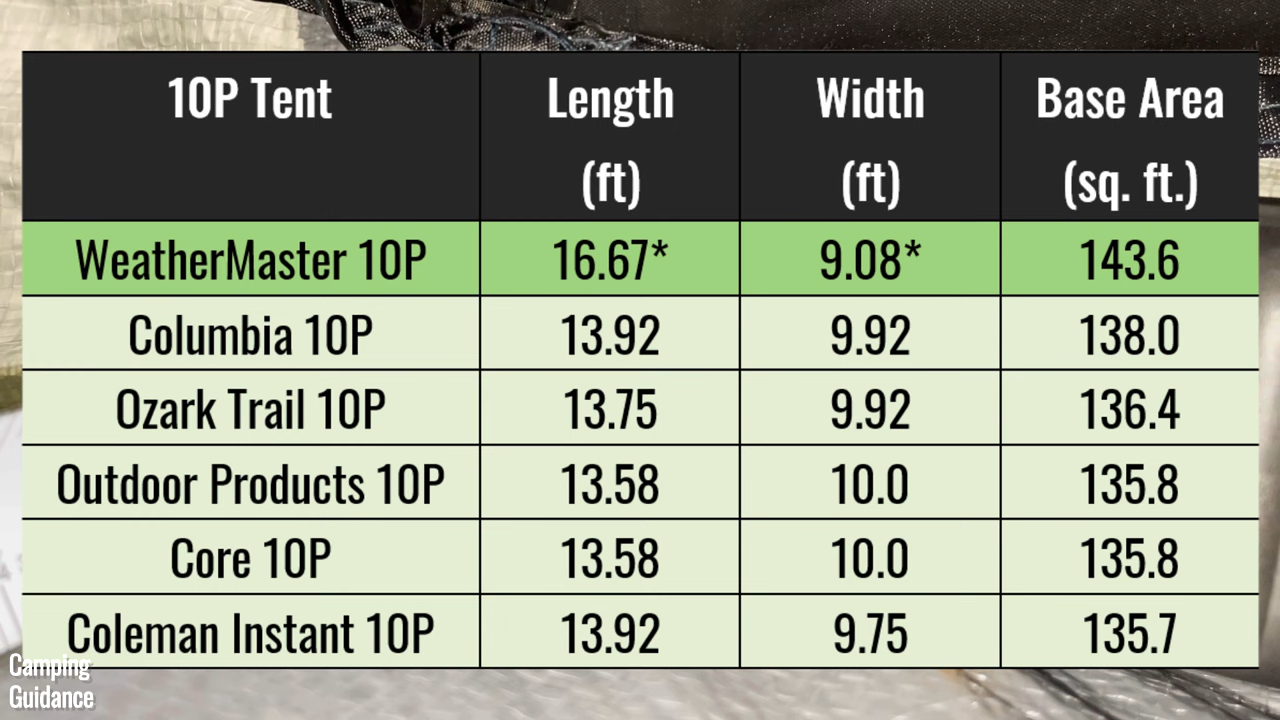 10P Tent Length Width Base Area
(ft) (ft) (sq. ft.)
WeatherMaster 10P 16.67* 9.08* 143.6
Columbia 10P 13.92 9.92 138.0
Ozark Trail 10P 13.75 9.92 136.4
Outdoor Products 10P 13.58 10.0 135.8
Core 10P 13.58 10.0 135.8
Coleman Instant 10P 13.92 9.75 135.7
Camping
Guidance